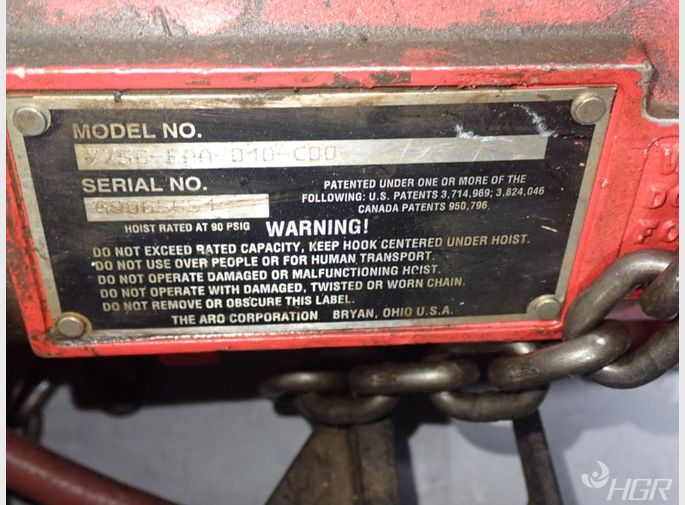 MODEL NO.
SERIAL NO.
PATENTED UNDER ONE OR MORE OF THE
FOLLOWING: U.S. PATENTS 3,714,969; 3,824,046
CANADA PATENTS 950,796
HOIST RATED AT 90 PSIG WARNING!
DO NOT EXCEED RATED CAPACITY, KEEP HOOK CENTERED UNDER HOIST.
DO NOT USE OVER PEOPLE OR FOR HUMAN TRANSPORT.
DO NOT OPERATE DAMAGED OR MALFUNCTIONING HOIST.
DO NOT OPERATE WITH DAMAGED, TWISTED OR WORN CHAIN.
DO NOT REMOVE OR OBSCURE THIS LABEL.
THE ARO CORPORATION BRYAN, OHIO U.S.A.
HGR